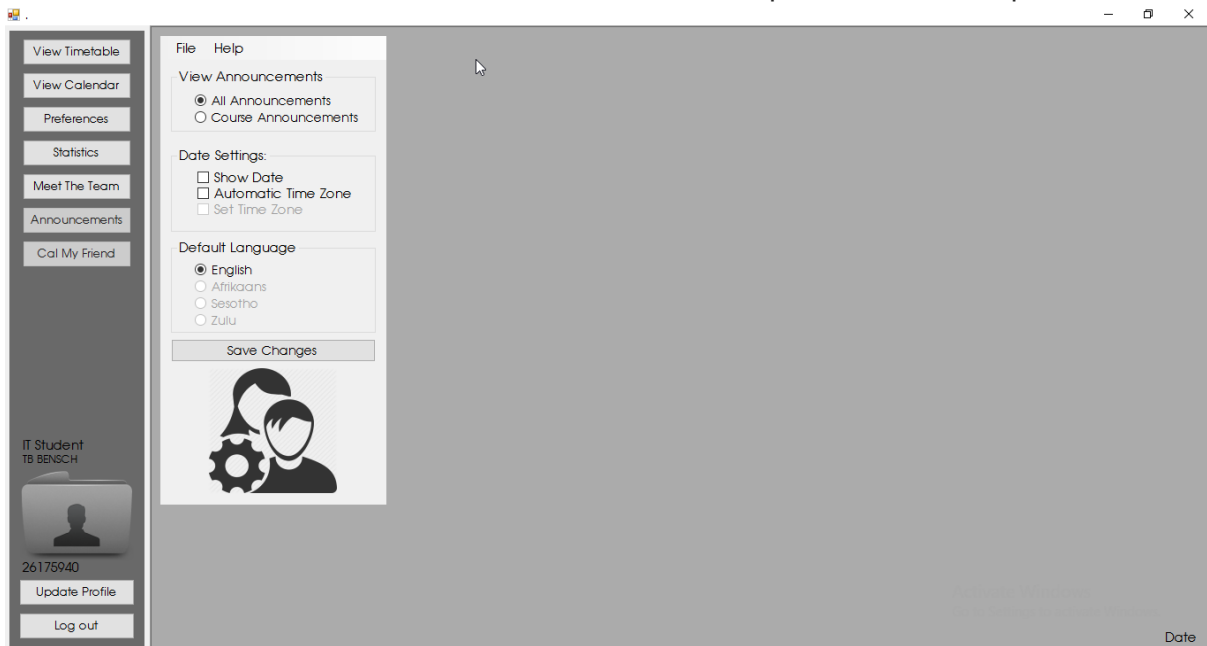 .
View Timetable
View Calendar
Preferences
Statistics
Meet The Team
Announcements
Cal My Friend
IT Student
TB BENSCH
26175940
Update Profile
Log out
File Help
View Announcements
All Announcements
Course Announcements
Date Settings:
Show Date
Automatic Time Zone
Set Time Zone
Default Language
English
Afrikaans
Sesotho
Zulu
Save Changes
Date